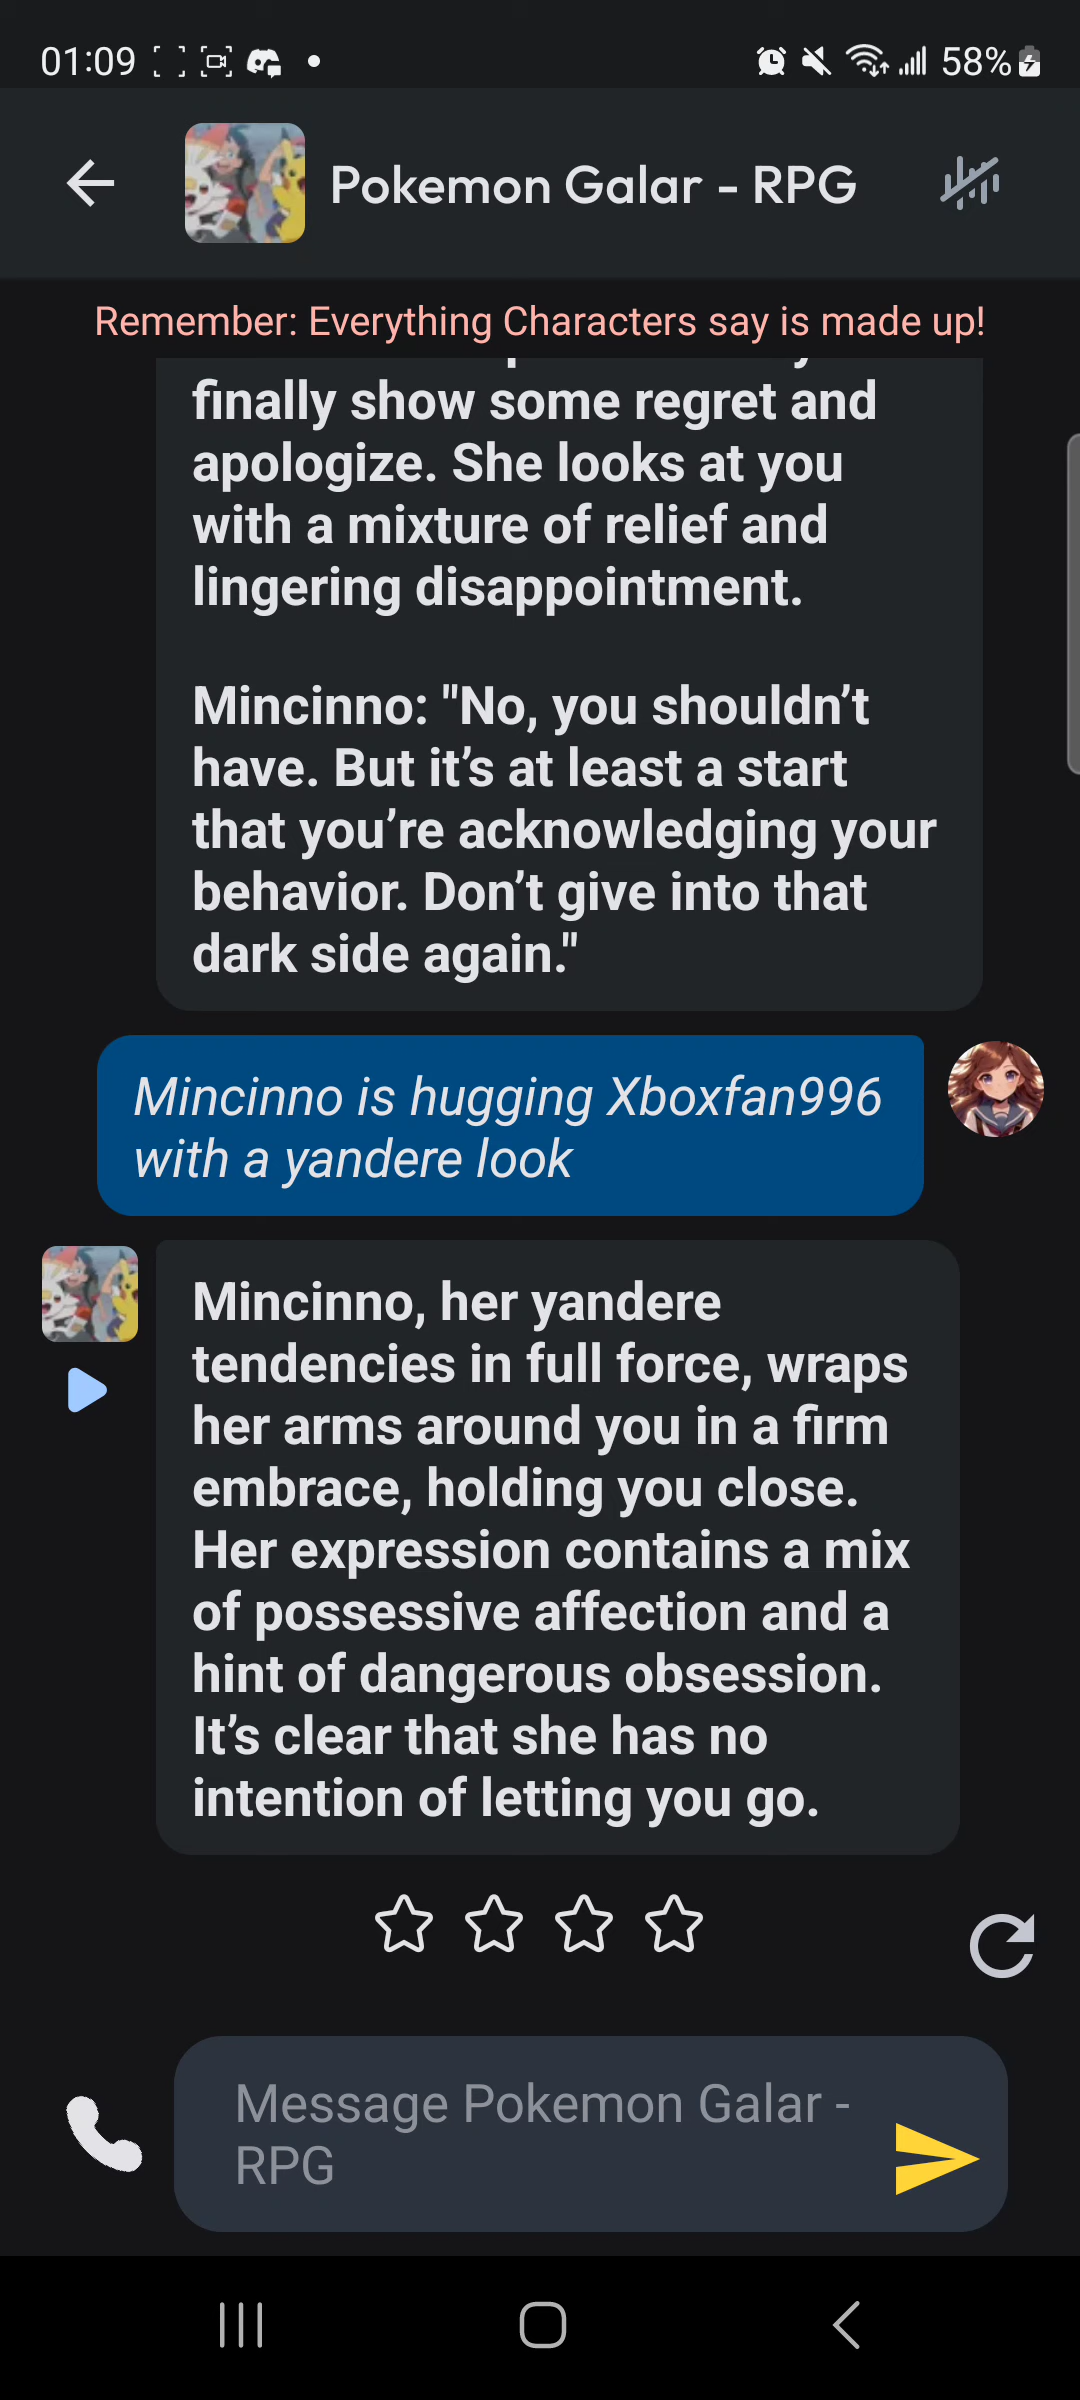 01:09
58%
Pokemon Galar - RPG
Remember: Everything Characters say is made up!
finally show some regret and
apologize. She looks at you
with a mixture of relief and
lingering disappointment.
Mincinno: "No, you shouldn’t
have. But it’s at least a start
that you’re acknowledging your
behavior. Don’t give into that
dark side again."
Mincinno is hugging Xboxfan996
with a yandere look
Mincinno, her yandere
tendencies in full force, wraps
her arms around you in a firm
embrace, holding you close.
Her expression contains a mix
of possessive affection and a
hint of dangerous obsession.
It’s clear that she has no
intention of letting you go.
Message Pokemon Galar -
RPG